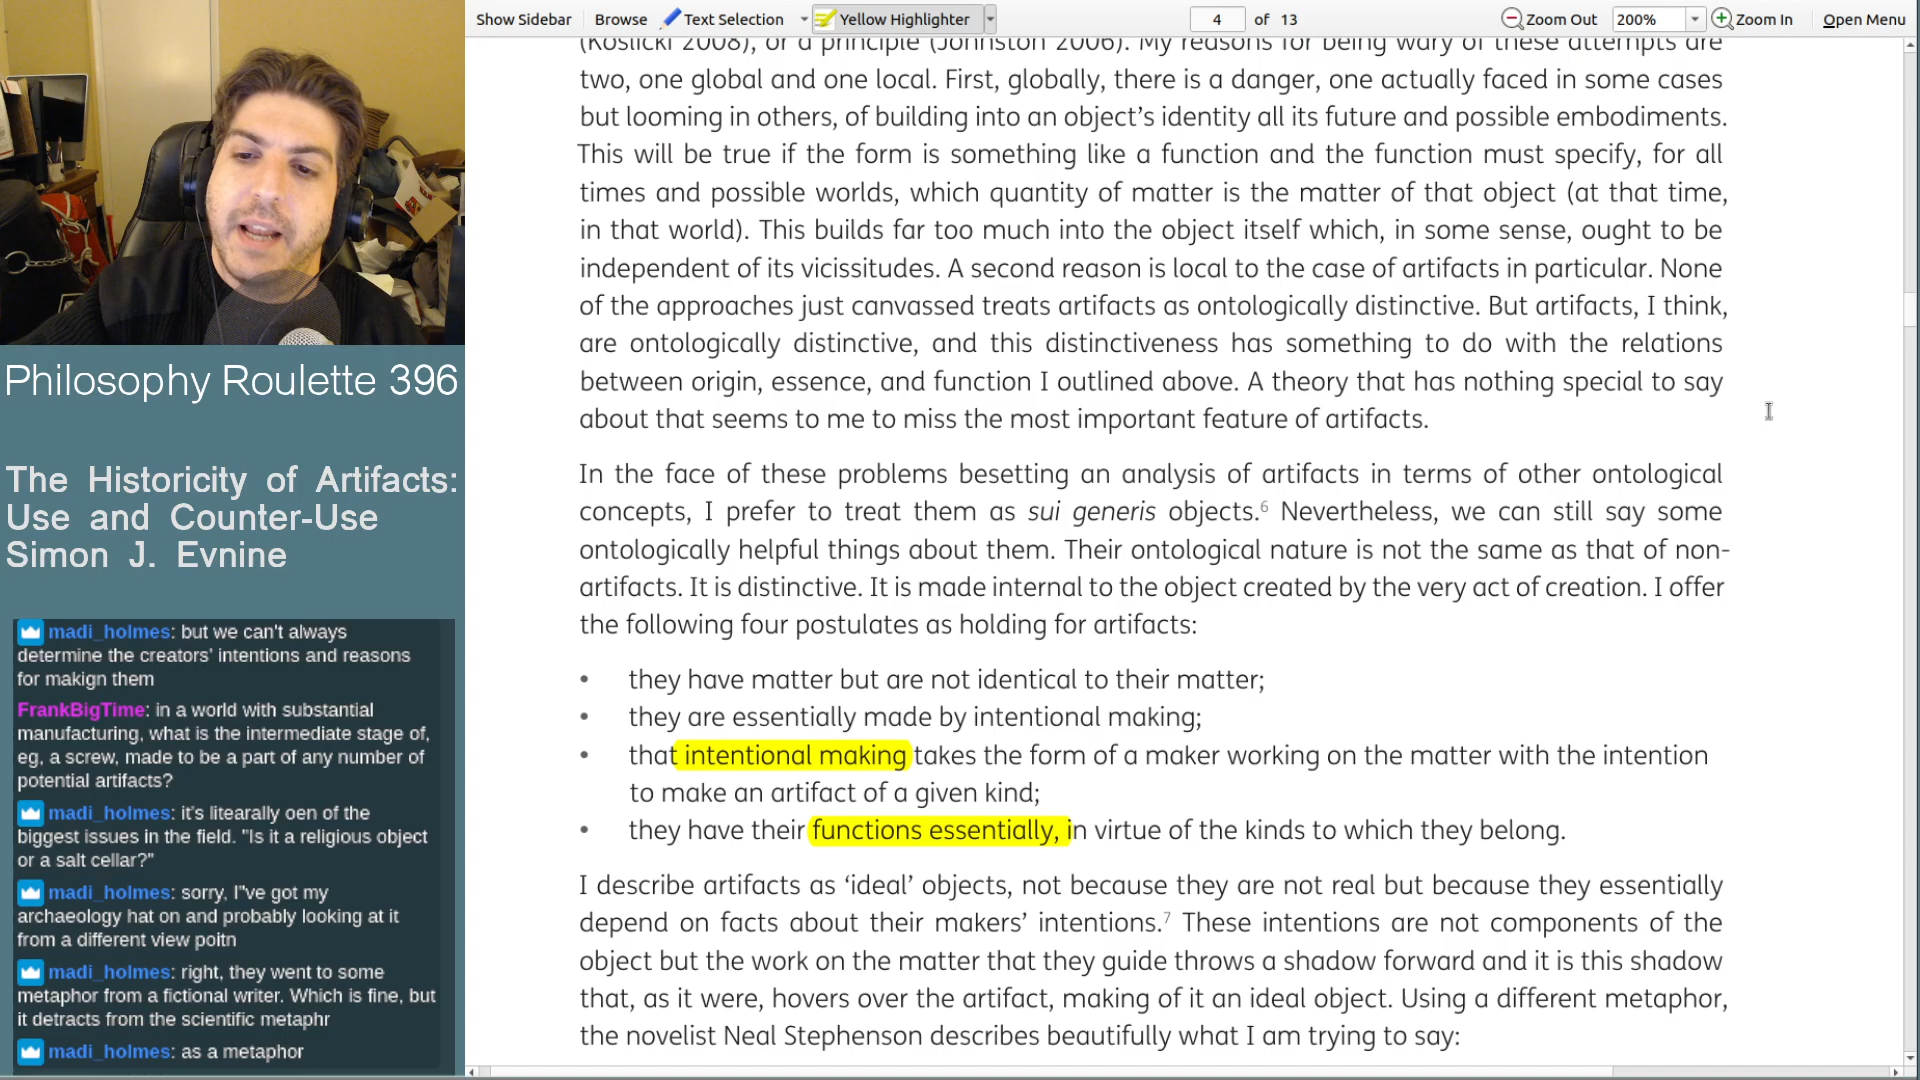 Show Sidebar Browse Text Selection Yellow Highlighter 4 of 13 Zoom Out 200% Zoom In Open Menu
(Koslicki 2008), or a principle (Johnston 2006). My reasons for being wary of these attempts are
two, one global and one local. First, globally, there is a danger, one actually faced in some cases
but looming in others, of building into an object’s identity all its future and possible embodiments.
This will be true if the form is something like a function and the function must specify, for all
times and possible worlds, which quantity of matter is the matter of that object (at that time,
in that world). This builds far too much into the object itself which, in some sense, ought to be
independent of its vicissitudes. A second reason is local to the case of artifacts in particular. None
of the approaches just canvassed treats artifacts as ontologically distinctive. But artifacts, I think,
are ontologically distinctive, and this distinctiveness has something to do with the relations
between origin, essence, and function I outlined above. A theory that has nothing special to say
about that seems to me to miss the most important feature of artifacts.
In the face of these problems besetting an analysis of artifacts in terms of other ontological
concepts, I prefer to treat them as sui generis objects.6 Nevertheless, we can still say some
ontologically helpful things about them. Their ontological nature is not the same as that of non-
artifacts. It is distinctive. It is made internal to the object created by the very act of creation. I offer
the following four postulates as holding for artifacts:
• they have matter but are not identical to their matter;
• they are essentially made by intentional making;
• that intentional making takes the form of a maker working on the matter with the intention
to make an artifact of a given kind;
• they have their functions essentially, in virtue of the kinds to which they belong.
I describe artifacts as ‘ideal’ objects, not because they are not real but because they essentially
depend on facts about their makers’ intentions.7 These intentions are not components of the
object but the work on the matter that they guide throws a shadow forward and it is this shadow
that, as it were, hovers over the artifact, making of it an ideal object. Using a different metaphor,
the novelist Neal Stephenson describes beautifully what I am trying to say:
Philosophy Roulette 396
The Historicity of Artifacts:
Use and Counter-Use
Simon J. Evnine
madi_holmes: but we can't always
determine the creators' intentions and reasons
for makign them
FrankBigTime: in a world with substantial
manufacturing, what is the intermediate stage of,
eg, a screw, made to be a part of any number of
potential artifacts?
madi_holmes: it's litearally oen of the
biggest issues in the field. "Is it a religious object
or a salt cellar?"
madi_holmes: sorry, I"ve got my
archaeology hat on and probably looking at it
from a different view poitn
madi_holmes: right, they went to some
metaphor from a fictional writer. Which is fine, but
it detracts from the scientific metaphr
madi_holmes: as a metaphor